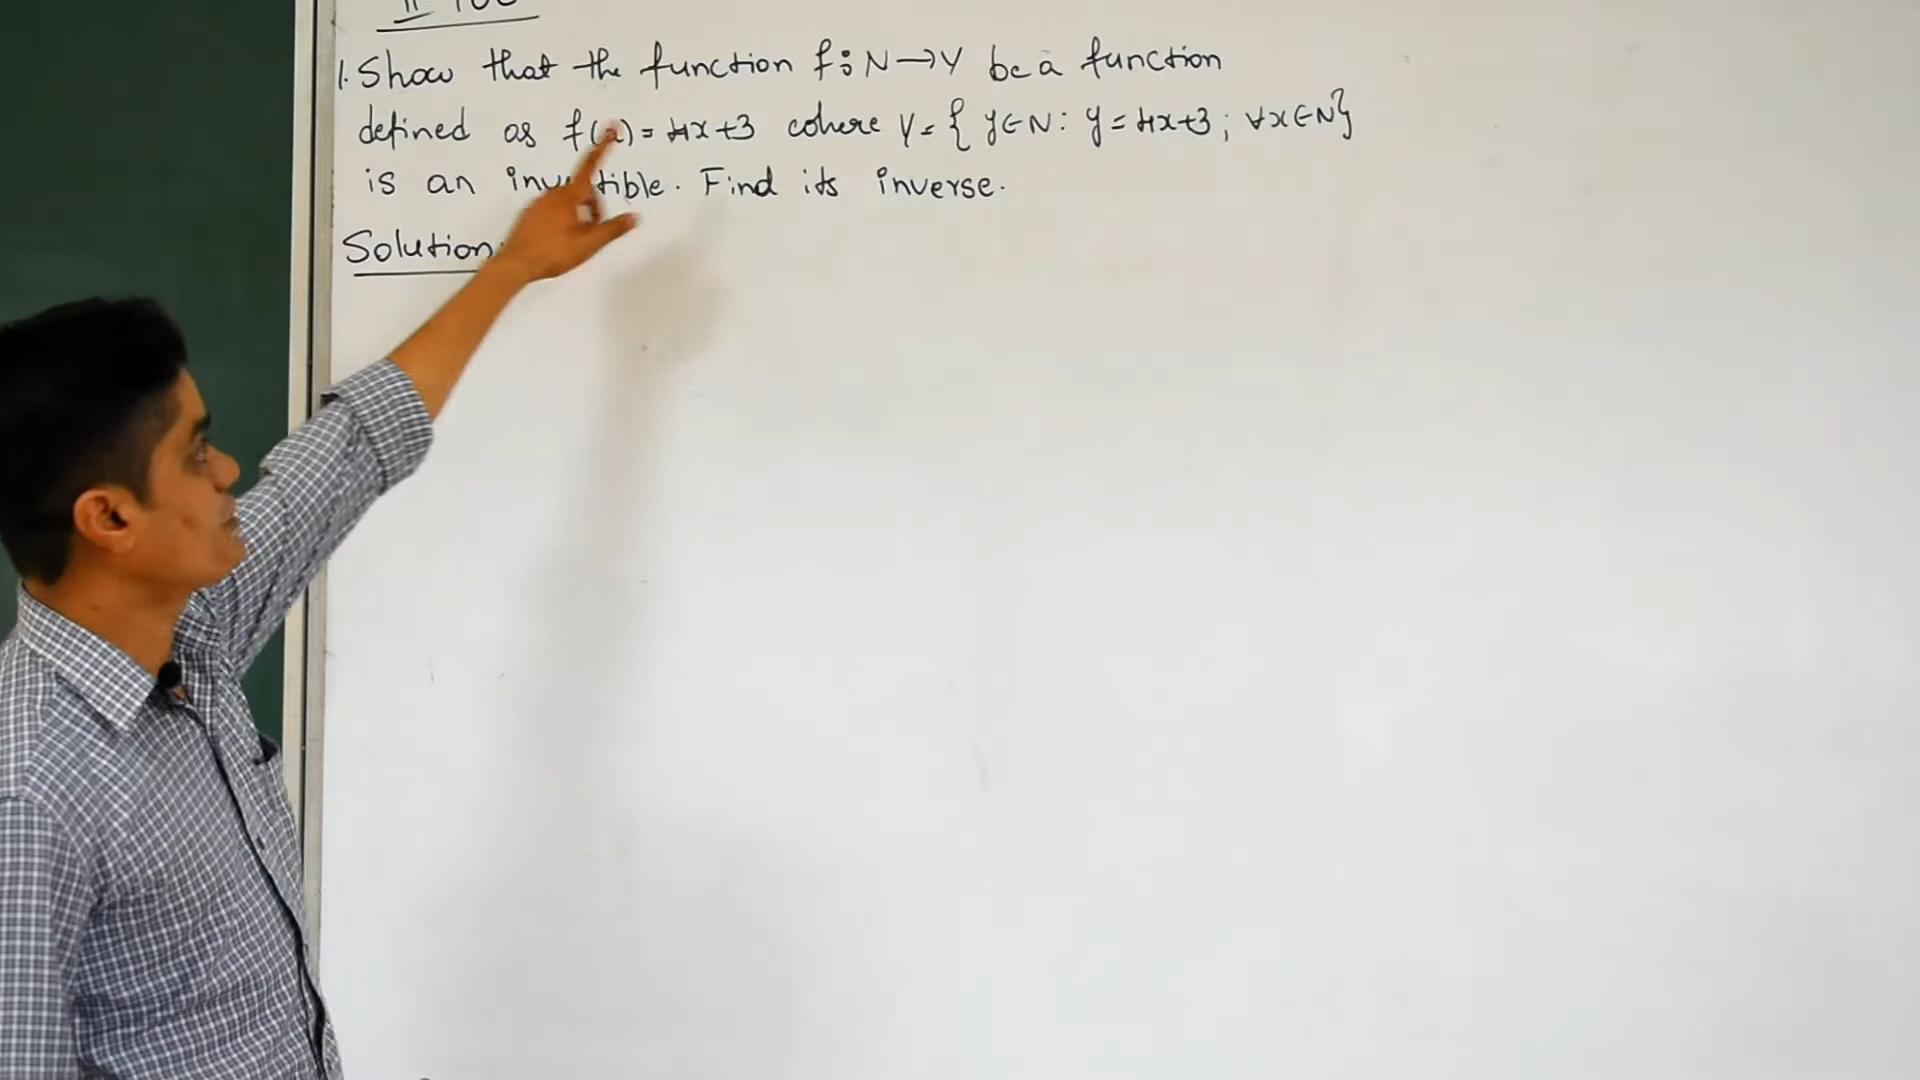 1. Show that the function f: N→Y be a function
defined as f(x) = 4x+3 where Y = { y∈N: y = 4x+3; ∀x∈N}
is an invertible. Find its inverse.
Solution: